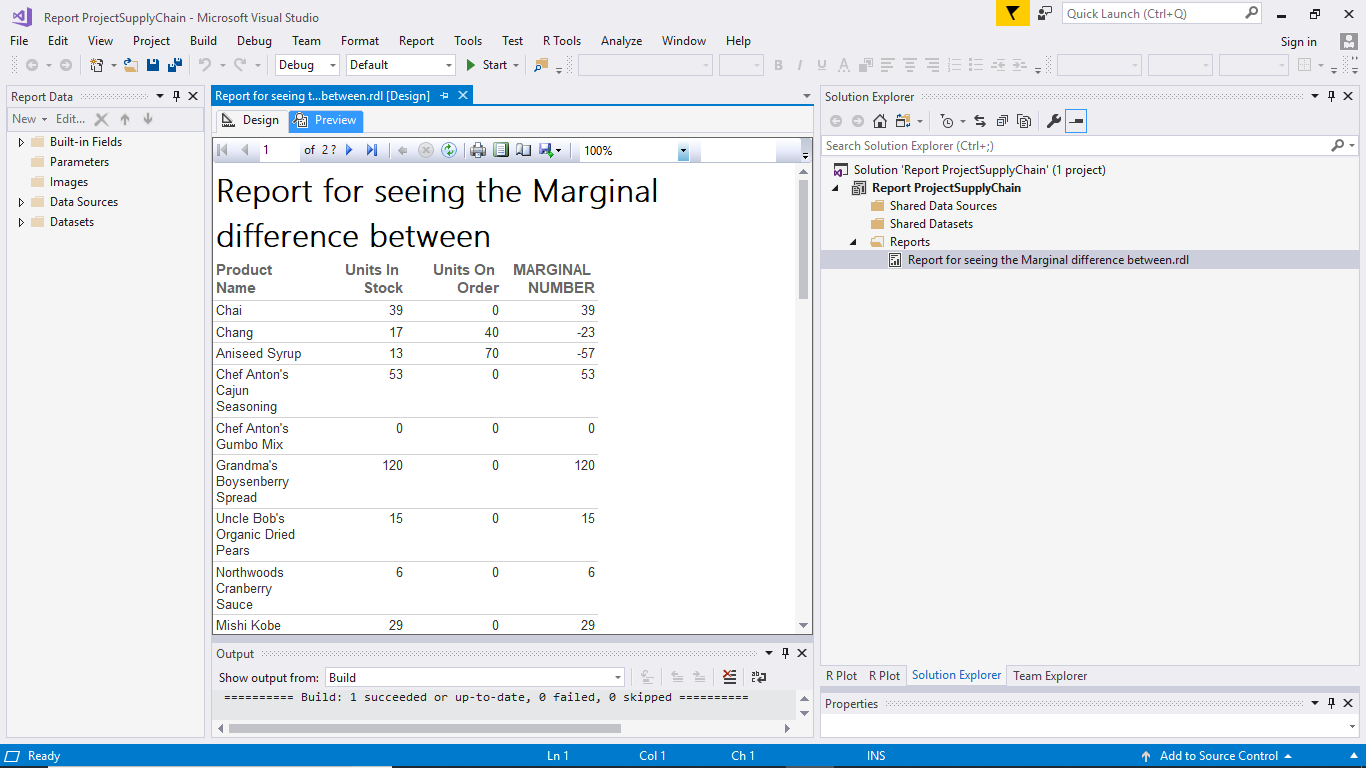 Report ProjectSupplyChain - Microsoft Visual Studio
Quick Launch (Ctrl+Q)
File Edit View Project Build Debug Team Format Report Tools Test R Tools Analyze Window Help
Sign in
Debug Default Start
Report Data
New Edit...
Built-in Fields
Parameters
Images
Data Sources
Datasets
Report for seeing t...between.rdl [Design]
Design Preview
1 of 2 ? 100%
Report for seeing the Marginal
difference between
Product Units In Units On MARGINAL
Name Stock Order NUMBER
Chai 39 0 39
Chang 17 40 -23
Aniseed Syrup 13 70 -57
Chef Anton's 53 0 53
Cajun
Seasoning
Chef Anton's 0 0 0
Gumbo Mix
Grandma's 120 0 120
Boysenberry
Spread
Uncle Bob's 15 0 15
Organic Dried
Pears
Northwoods 6 0 6
Cranberry
Sauce
Mishi Kobe 29 0 29
Output
Show output from: Build
========== Build: 1 succeeded or up-to-date, 0 failed, 0 skipped ==========
Solution Explorer
Search Solution Explorer (Ctrl+;)
Solution 'Report ProjectSupplyChain' (1 project)
Report ProjectSupplyChain
Shared Data Sources
Shared Datasets
Reports
Report for seeing the Marginal difference between.rdl
R Plot R Plot Solution Explorer Team Explorer
Properties
Ready Ln 1 Col 1 Ch 1 INS Add to Source Control